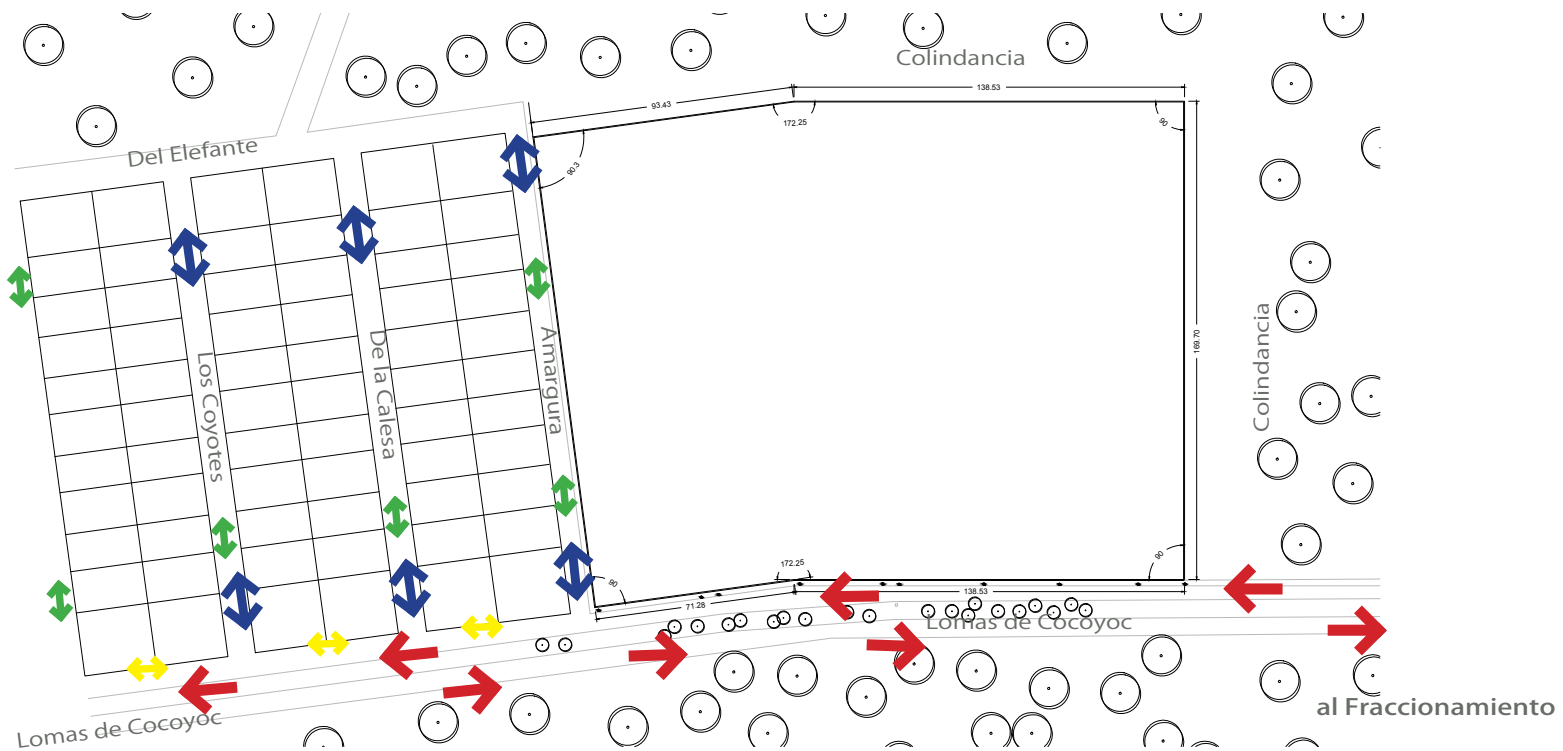 Colindancia
138.53
93.43
172.25
90
Del Elefante
90.3
Colindancia
169.70
Los Coyotes
De la Calesa
Amargura
172.25
90
90
71.28
138.53
Lomas de Cocoyoc
al Fraccionamiento
Lomas de Cocoyoc